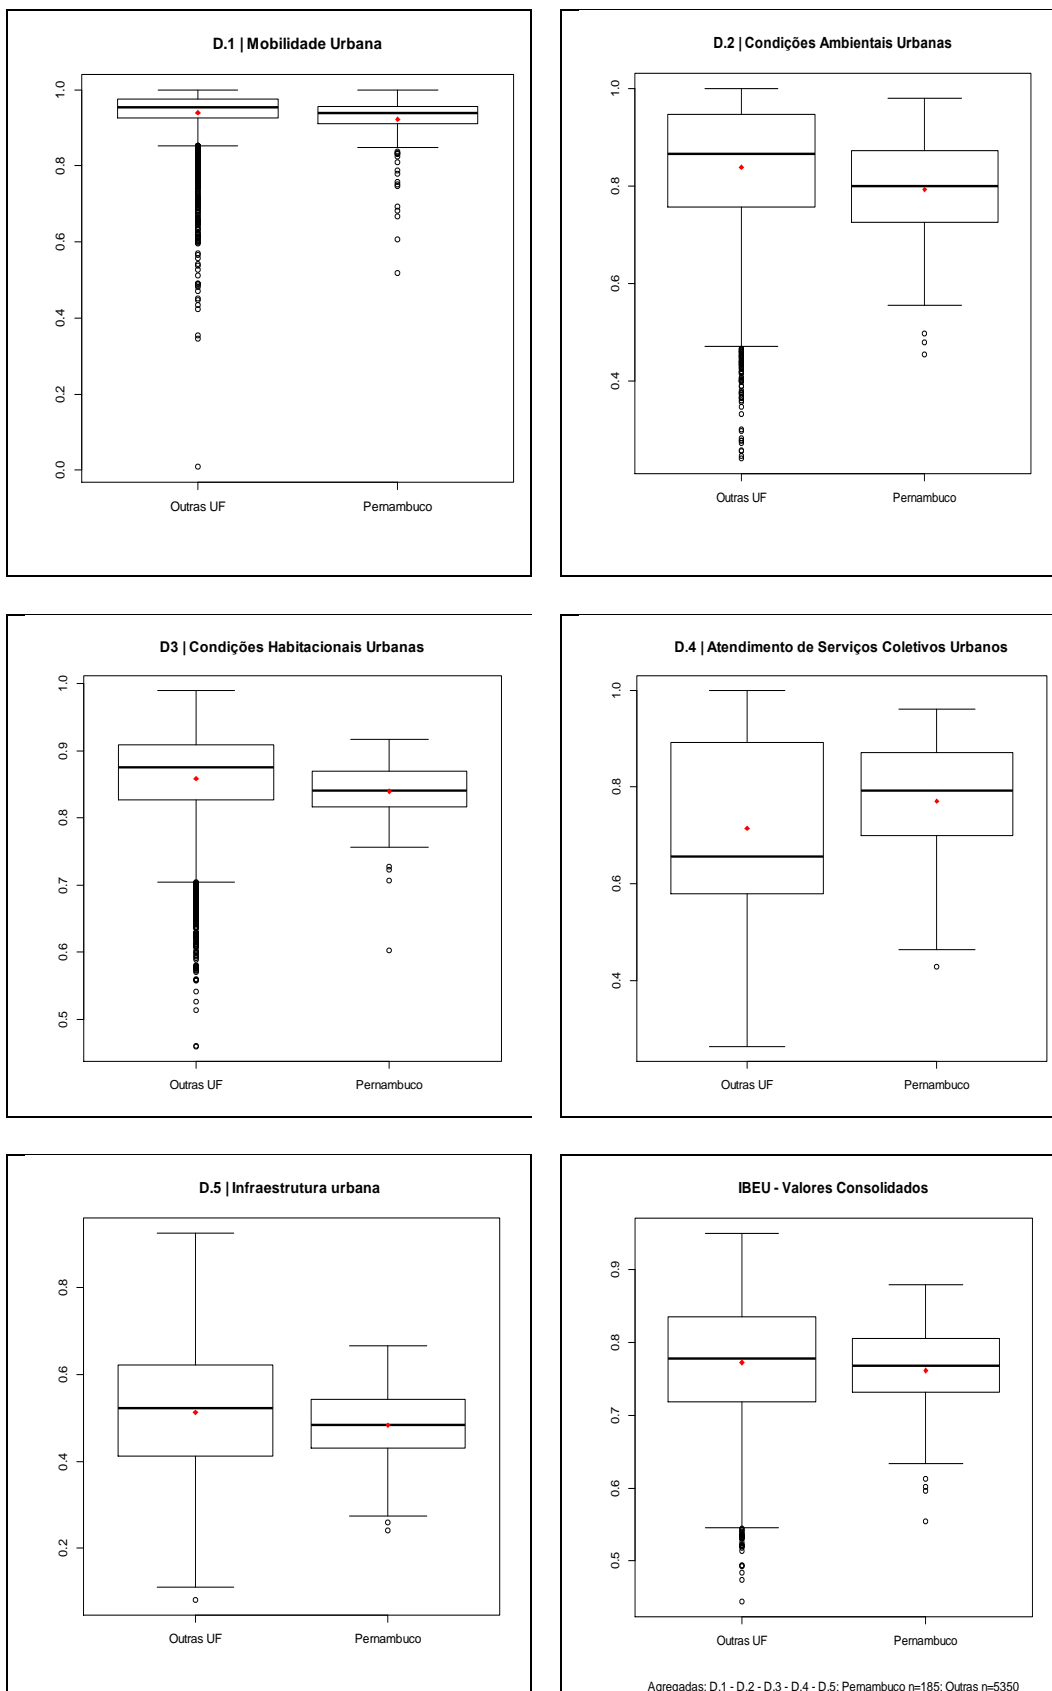 D.1 | Mobilidade Urbana
1.0
0.8
0.6
0.4
0.2
0.0
Outras UF
Pernambuco
D.2 | Condições Ambientais Urbanas
1.0
0.8
0.6
0.4
Outras UF
Pernambuco
D3 | Condições Habitacionais Urbanas
1.0
0.9
0.8
0.7
0.6
0.5
Outras UF
Pernambuco
D.4 | Atendimento de Serviços Coletivos Urbanos
1.0
0.8
0.6
0.4
Outras UF
Pernambuco
D.5 | Infraestrutura urbana
0.8
0.6
0.4
0.2
Outras UF
Pernambuco
IBEU - Valores Consolidados
0.9
0.8
0.7
0.6
0.5
Outras UF
Pernambuco
Agregadas: D.1 - D.2 - D.3 - D.4 - D.5; Pernambuco n=185; Outras n=5350